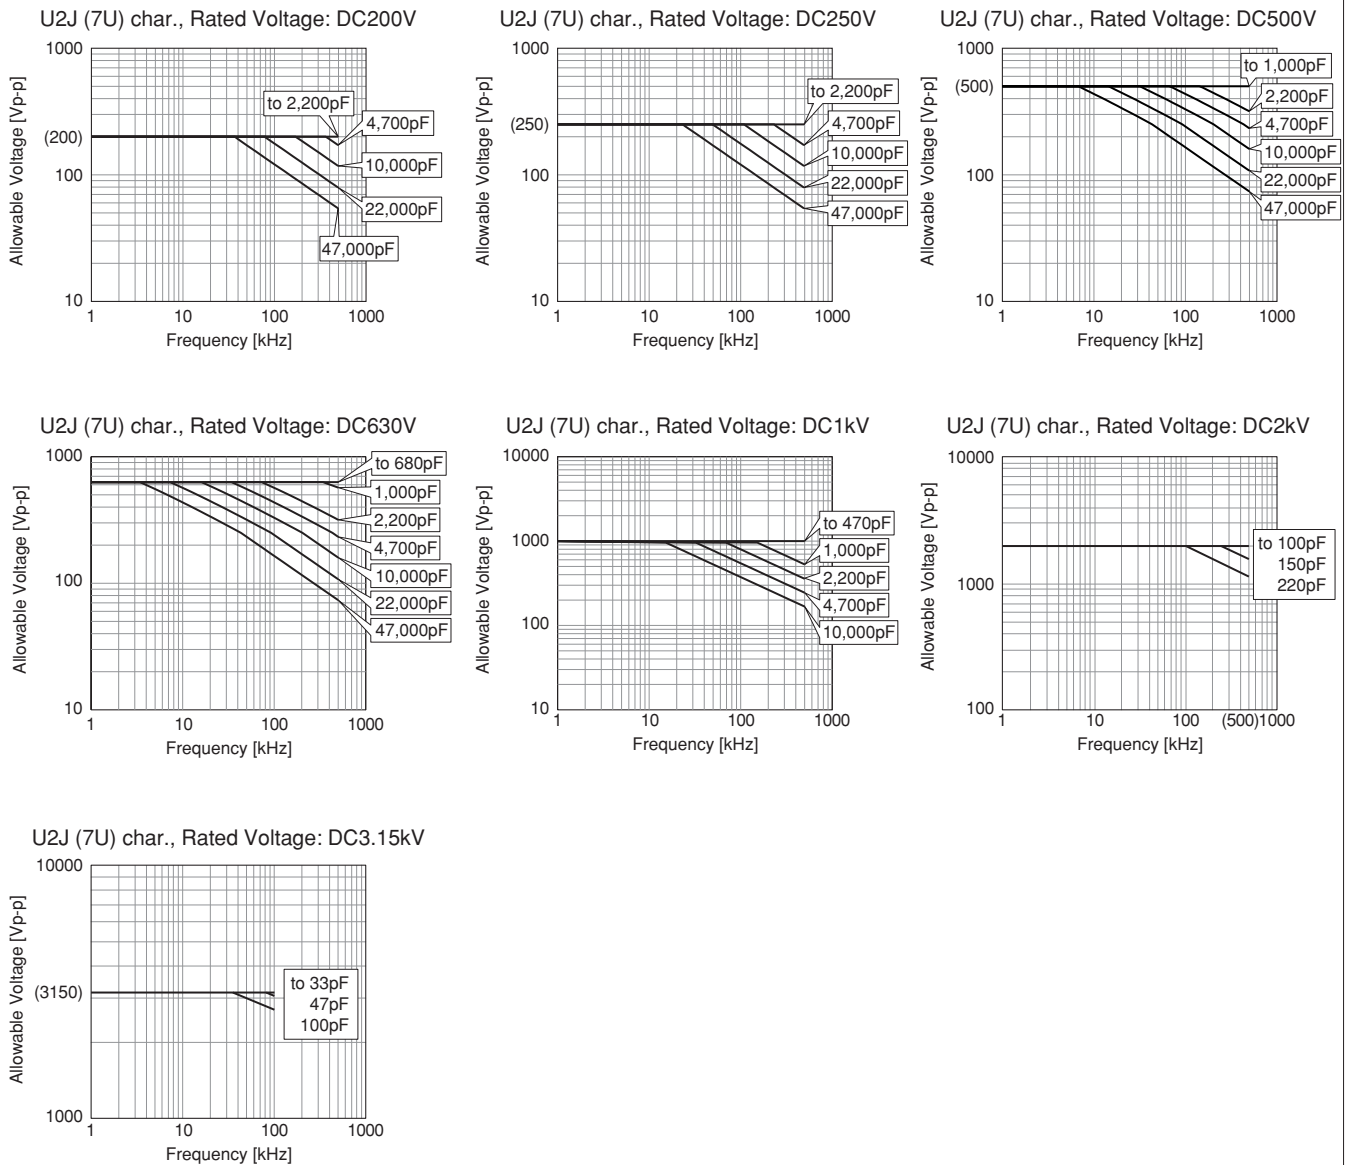 U2J (7U) char., Rated Voltage: DC200V
1000
(200)
100
10
1 10 100 1000
Allowable Voltage [Vp-p]
Frequency [kHz]
to 2,200pF
4,700pF
10,000pF
22,000pF
47,000pF
U2J (7U) char., Rated Voltage: DC250V
1000
(250)
100
10
1 10 100 1000
Allowable Voltage [Vp-p]
Frequency [kHz]
to 2,200pF
4,700pF
10,000pF
22,000pF
47,000pF
U2J (7U) char., Rated Voltage: DC500V
1000
(500)
100
10
1 10 100 1000
Allowable Voltage [Vp-p]
Frequency [kHz]
to 1,000pF
2,200pF
4,700pF
10,000pF
22,000pF
47,000pF
U2J (7U) char., Rated Voltage: DC630V
1000
100
10
1 10 100 1000
Allowable Voltage [Vp-p]
Frequency [kHz]
to 680pF
1,000pF
2,200pF
4,700pF
10,000pF
22,000pF
47,000pF
U2J (7U) char., Rated Voltage: DC1kV
10000
1000
100
10
1 10 100 1000
Allowable Voltage [Vp-p]
Frequency [kHz]
to 470pF
1,000pF
2,200pF
4,700pF
10,000pF
U2J (7U) char., Rated Voltage: DC2kV
10000
1000
100
1 10 100 (500)1000
Allowable Voltage [Vp-p]
Frequency [kHz]
to 100pF
150pF
220pF
U2J (7U) char., Rated Voltage: DC3.15kV
10000
(3150)
1000
1 10 100 1000
Allowable Voltage [Vp-p]
Frequency [kHz]
to 33pF
47pF
100pF